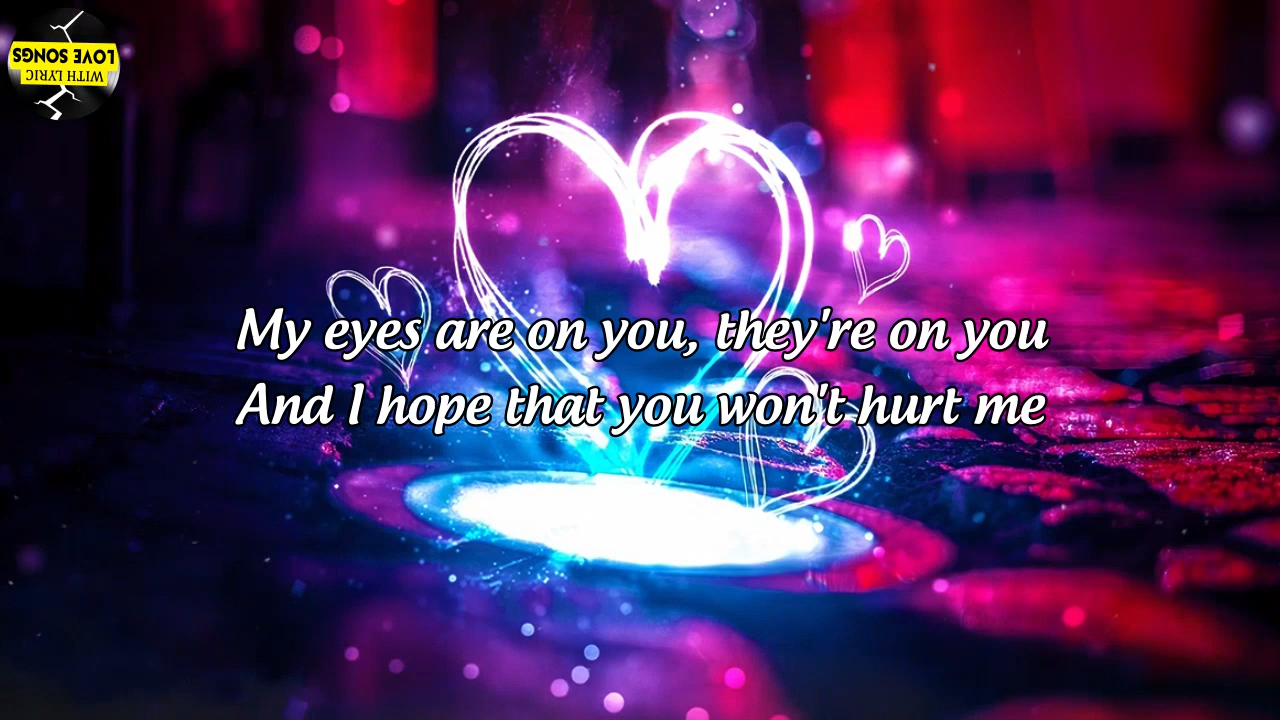 LOVE SONGS
WITH LYRIC
My eyes are on you, they're on you
And I hope that you won't hurt me